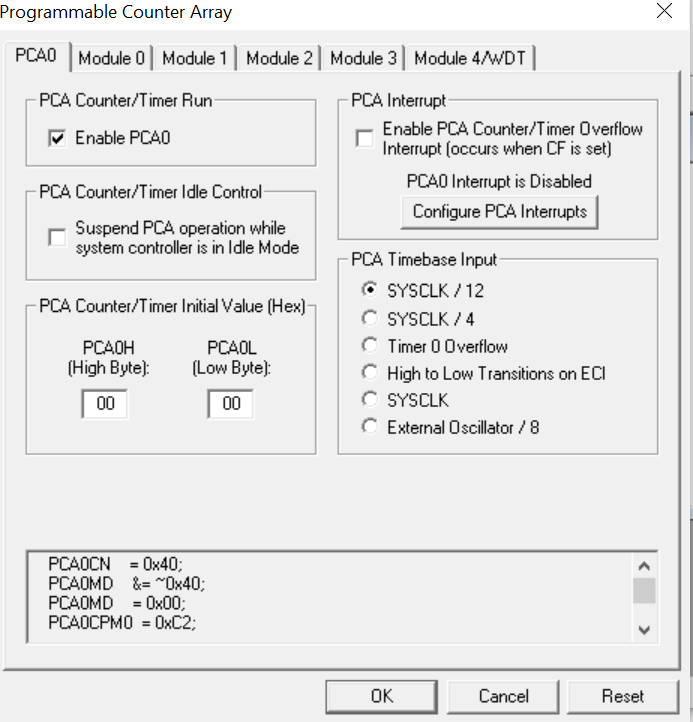 Programmable Counter Array
PCA0 Module 0 Module 1 Module 2 Module 3 Module 4/WDT
PCA Counter/Timer Run
Enable PCA0
PCA Counter/Timer Idle Control
Suspend PCA operation while
system controller is in Idle Mode
PCA Counter/Timer Initial Value (Hex)
PCA0H
(High Byte):
00
PCA0L
(Low Byte):
00
PCA Interrupt
Enable PCA Counter/Timer Overflow
Interrupt (occurs when CF is set)
PCA0 Interrupt is Disabled
Configure PCA Interrupts
PCA Timebase Input
SYSCLK / 12
SYSCLK / 4
Timer 0 Overflow
High to Low Transitions on ECI
SYSCLK
External Oscillator / 8
PCA0CN = 0x40;
PCA0MD &= ~0x40;
PCA0MD = 0x00;
PCA0CPM0 = 0xC2;
OK Cancel Reset